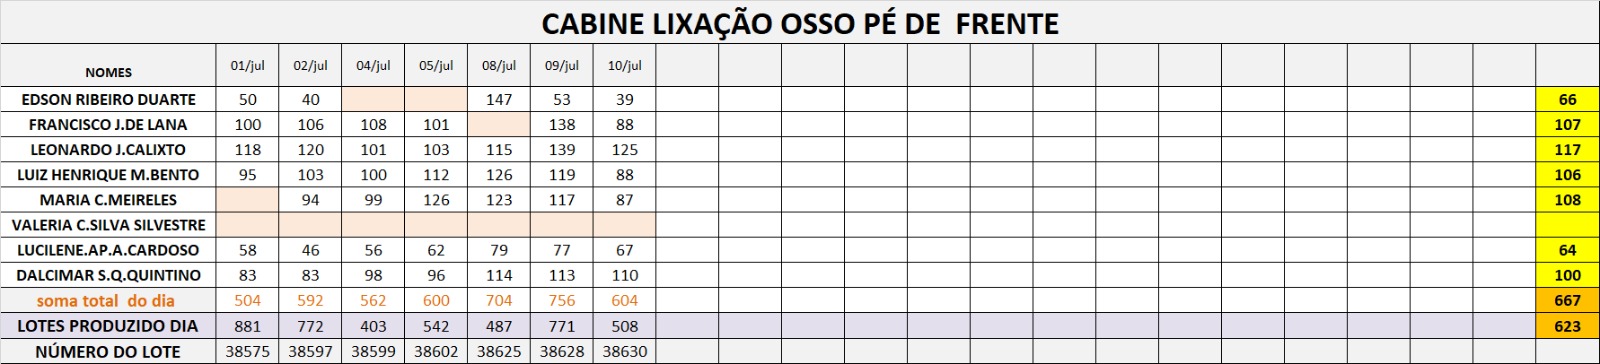 CABINE LIXAÇÃO OSSO PÉ DE  FRENTE
NOMES 01/jul 02/jul 04/jul 05/jul 08/jul 09/jul 10/jul
EDSON RIBEIRO DUARTE 50 40 147 53 39 66
FRANCISCO J.DE LANA 100 106 108 101 138 88 107
LEONARDO J.CALIXTO 118 120 101 103 115 139 125 117
LUIZ HENRIQUE M.BENTO 95 103 100 112 126 119 88 106
MARIA C.MEIRELES 94 99 126 123 117 87 108
VALERIA C.SILVA SILVESTRE
LUCILENE.AP.A.CARDOSO 58 46 56 62 79 77 67 64
DALCIMAR S.Q.QUINTINO 83 83 98 96 114 113 110 100
soma total  do dia 504 592 562 600 704 756 604 667
LOTES PRODUZIDO DIA 881 772 403 542 487 771 508 623
NÚMERO DO LOTE 38575 38597 38599 38602 38625 38628 38630